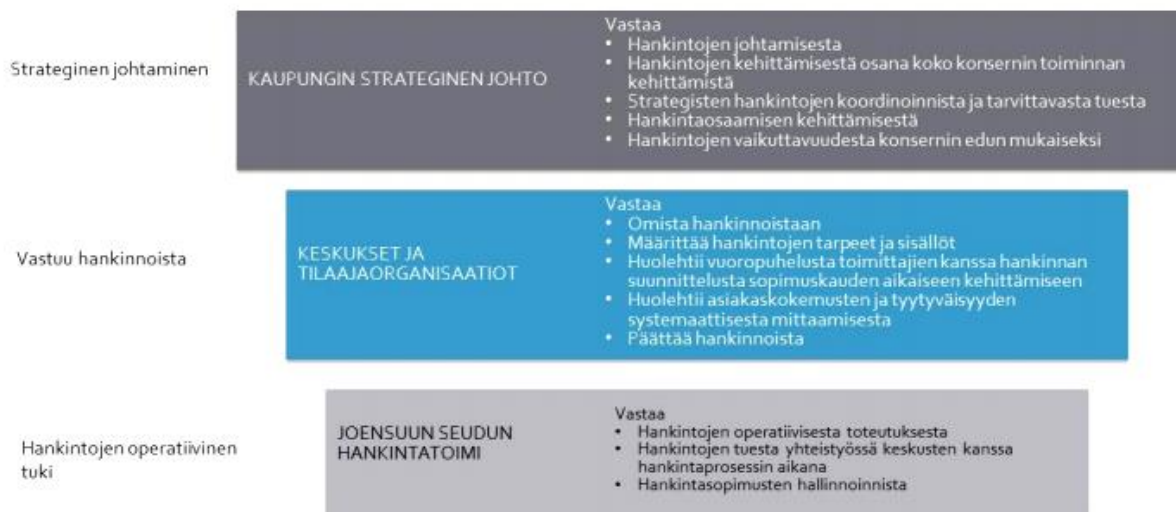 Strateginen johtaminen
KAUPUNGIN STRATEGINEN JOHTO
Vastaa
• Hankintojen johtamisesta
• Hankintojen kehittämisestä osana koko konsernin toiminnan
kehittämistä
• Strategisten hankintojen koordinoinnista ja tarvittavasta tuesta
• Hankintaosaamisen kehittämisestä
• Hankintojen vaikuttavuudesta konsernin edun mukaiseksi
Vastuu hankinnoista
KESKUKSET JA
TILAAJAORGANISAATIOT
Vastaa
• Omista hankinnoistaan
• Määrittää hankintojen tarpeet ja sisällöt
• Huolehtii vuoropuhelusta toimittajien kanssa hankinnan
suunnittelusta sopimuskauden aikaiseen kehittämiseen
• Huolehtii asiakaskokemusten ja tyytyväisyyden
systemaattisesta mittaamisesta
• Päättää hankinnoista
Hankintojen operatiivinen
tuki
JOENSUUN SEUDUN
HANKINTATOIMI
Vastaa
• Hankintojen operatiivisesta toteutuksesta
• Hankintojen tuesta yhteistyössä keskusten kanssa
hankintaprosessin aikana
• Hankintasopimusten hallinnoinnista